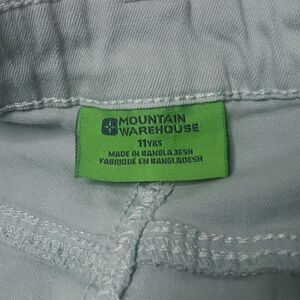 MOUNTAIN
WAREHOUSE
11YRS
MADE IN BANGLADESH
FABRIQUÉ EN BANGLADESH